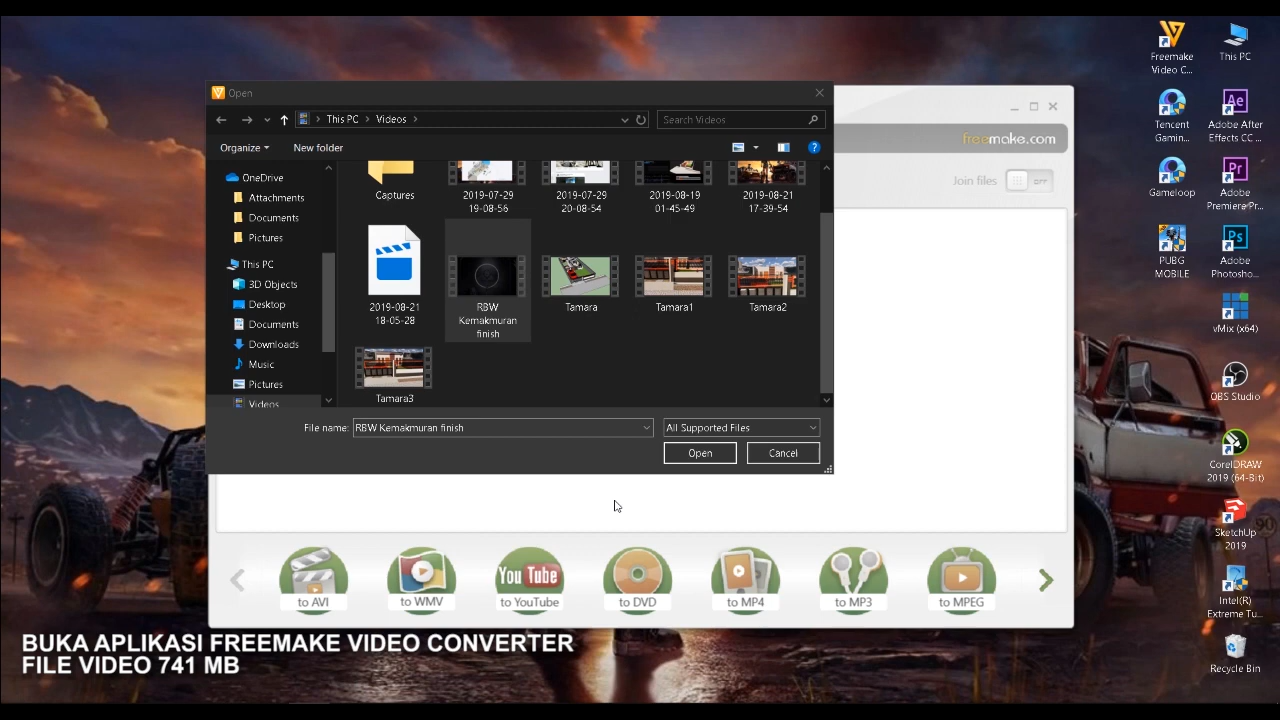 Open
This PC
Videos
Search Videos
Organize
New folder
OneDrive
Attachments
Documents
Pictures
This PC
3D Objects
Desktop
Documents
Downloads
Music
Pictures
Videos
Captures
2019-07-29
19-08-56
2019-07-29
20-08-54
2019-08-19
01-45-49
2019-08-21
17-39-54
2019-08-21
18-05-28
RBW
Kemakmuran
finish
Tamara
Tamara1
Tamara2
Tamara3
File name:
RBW Kemakmuran finish
All Supported Files
Open
Cancel
freemake.com
Join files
OFF
to AVI
to WMV
You Tube
to YouTube
to DVD
to MP4
to MP3
to MPEG
BUKA APLIKASI FREEMAKE VIDEO CONVERTER
FILE VIDEO 741 MB
Freemake
Video C...
This PC
Tencent
Gamin...
Ae
Adobe After
Effects CC ...
Gameloop
Pr
Adobe
PremierePr...
PUBG
MOBILE
Ps
Adobe
Photosho...
vMix (x64)
OBS Studio
CorelDRAW
2019 (64-Bit)
SketchUp
2019
Intel(R)
Extreme Tu...
Recycle Bin
90